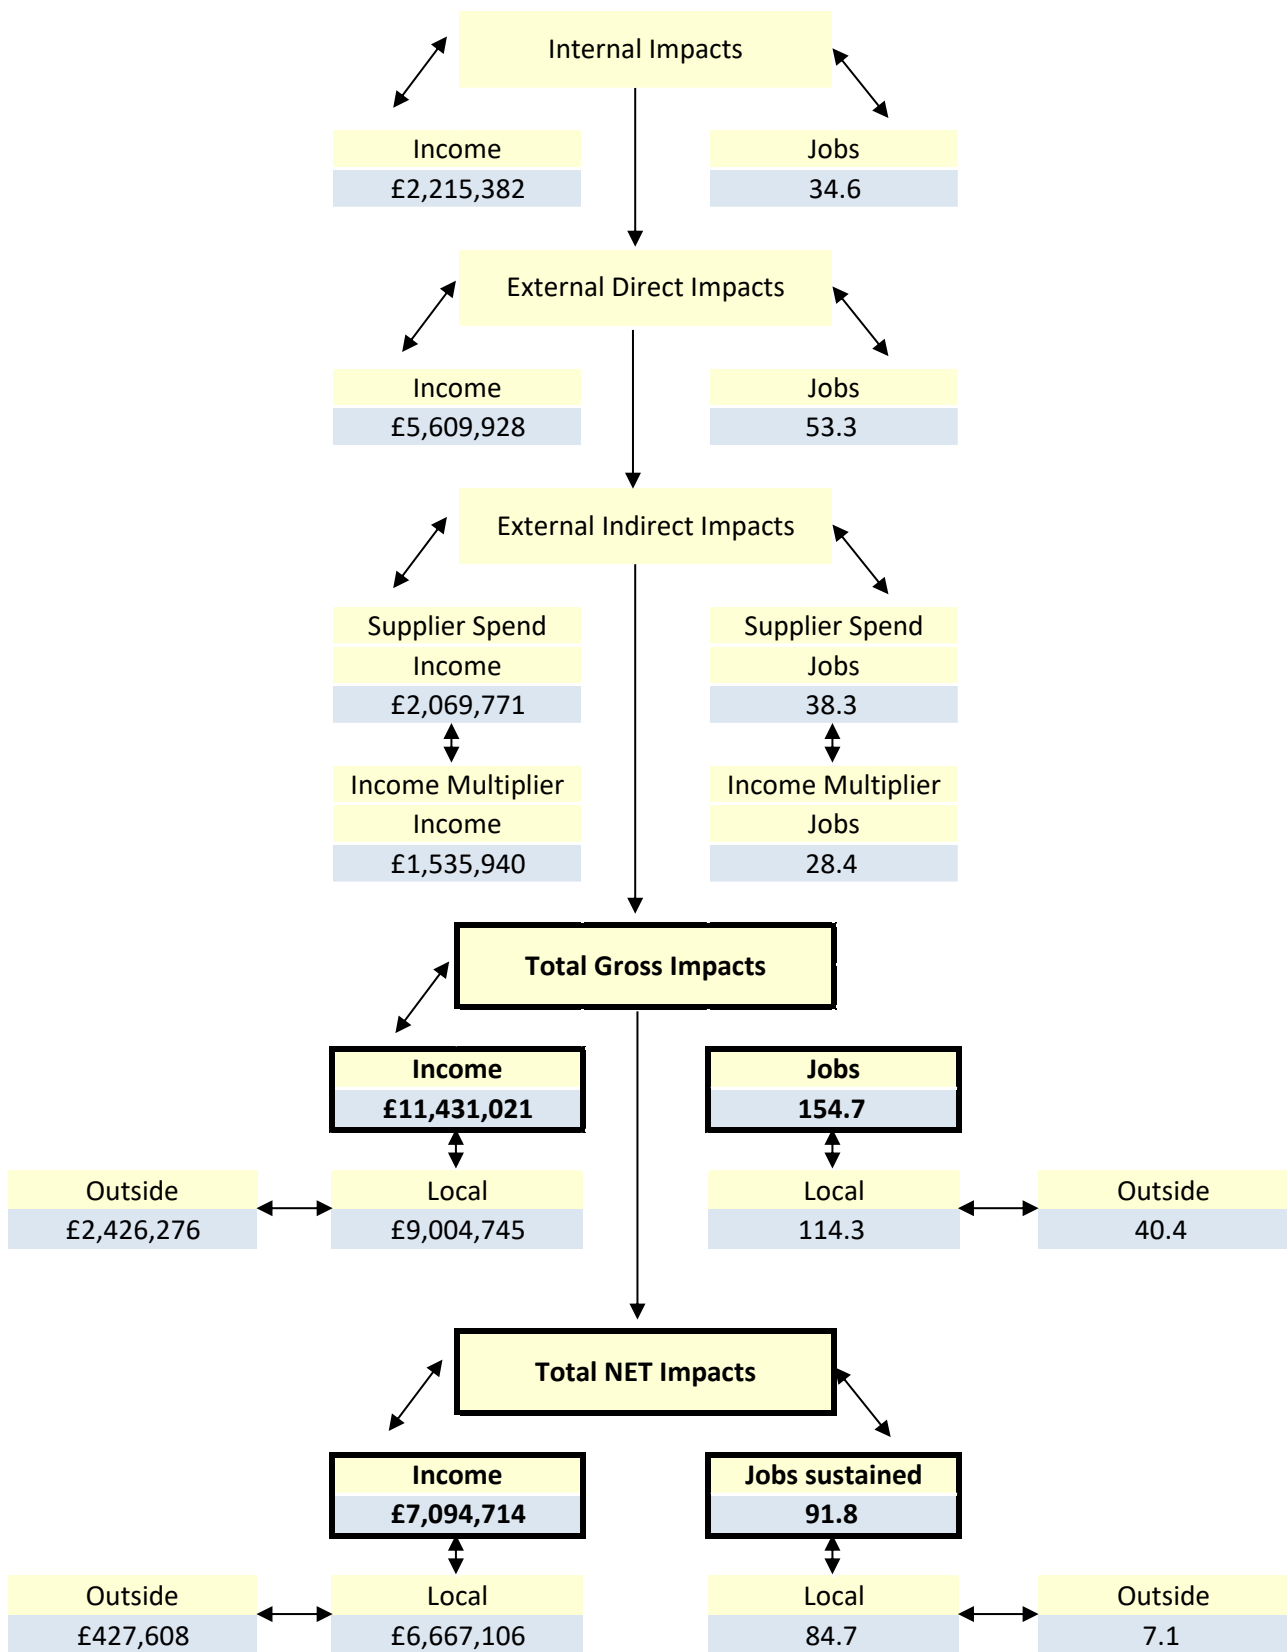 Internal Impacts
Income Jobs
£2,215,382 34.6
External Direct Impacts
Income Jobs
£5,609,928 53.3
External Indirect Impacts
Supplier Spend Supplier Spend
Income Jobs
£2,069,771 38.3
Income Multiplier Income Multiplier
Income Jobs
£1,535,940 28.4
Total Gross Impacts
Income Jobs
£11,431,021 154.7
Outside Local Local Outside
£2,426,276 £9,004,745 114.3 40.4
Total NET Impacts
Income Jobs sustained
£7,094,714 91.8
Outside Local Local Outside
£427,608 £6,667,106 84.7 7.1